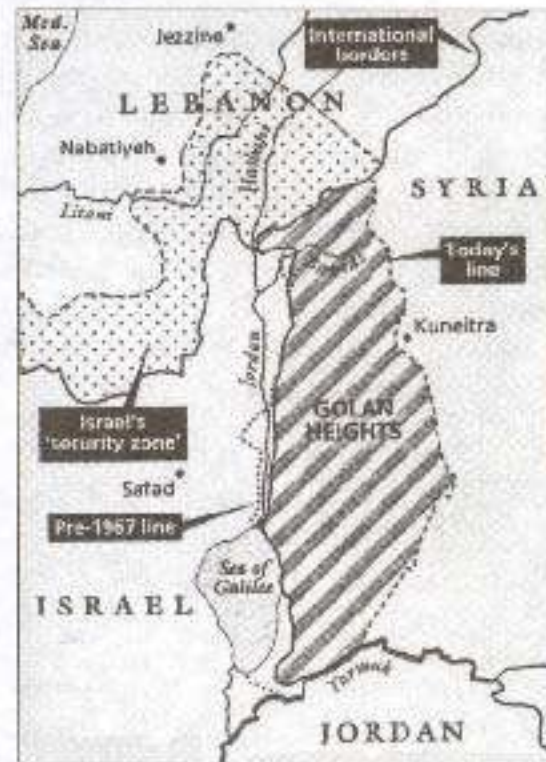 Med.
Sea
Jezzine
International
borders
LEBANON
Nabatiyeh
Litani
SYRIA
Today's
line
Kuneitra
Jordan
GOLAN
HEIGHTS
Israel's
'security zone'
Safad
Pre-1967 line
Sea of
Galilee
ISRAEL
Yarmuk
JORDAN